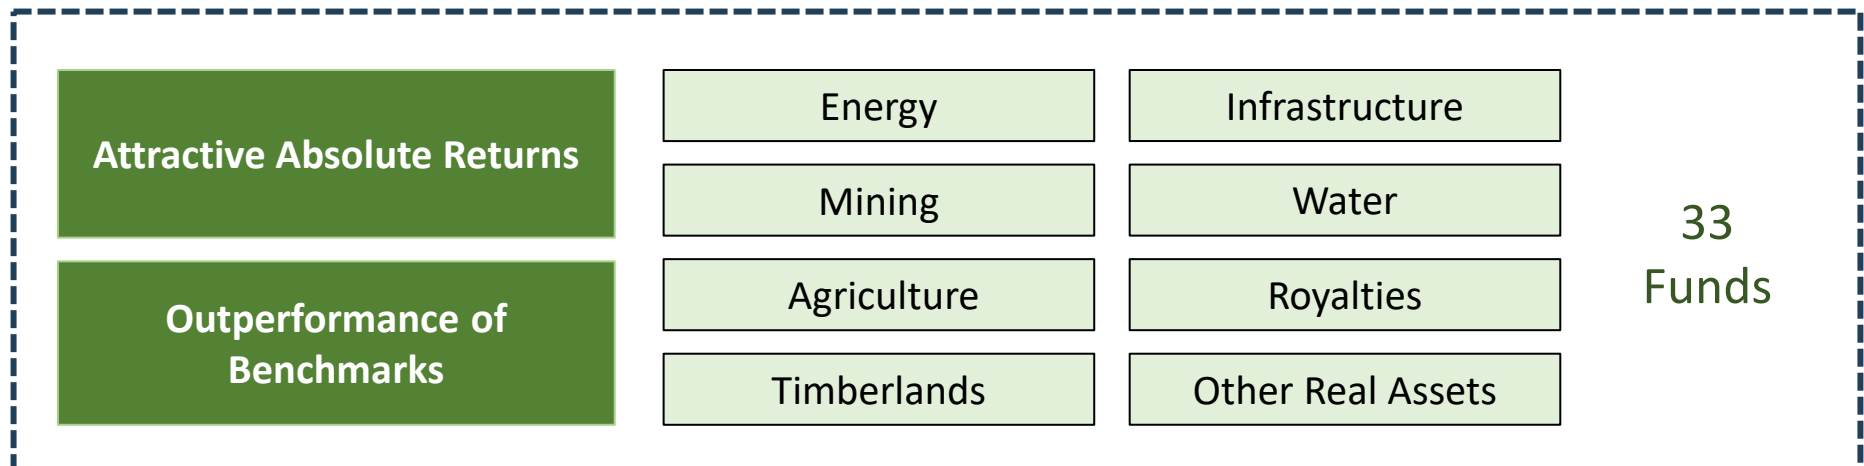 Attractive Absolute Returns
Outperformance of
Benchmarks
Energy
Infrastructure
Mining
Water
Agriculture
Royalties
Timberlands
Other Real Assets
33
Funds